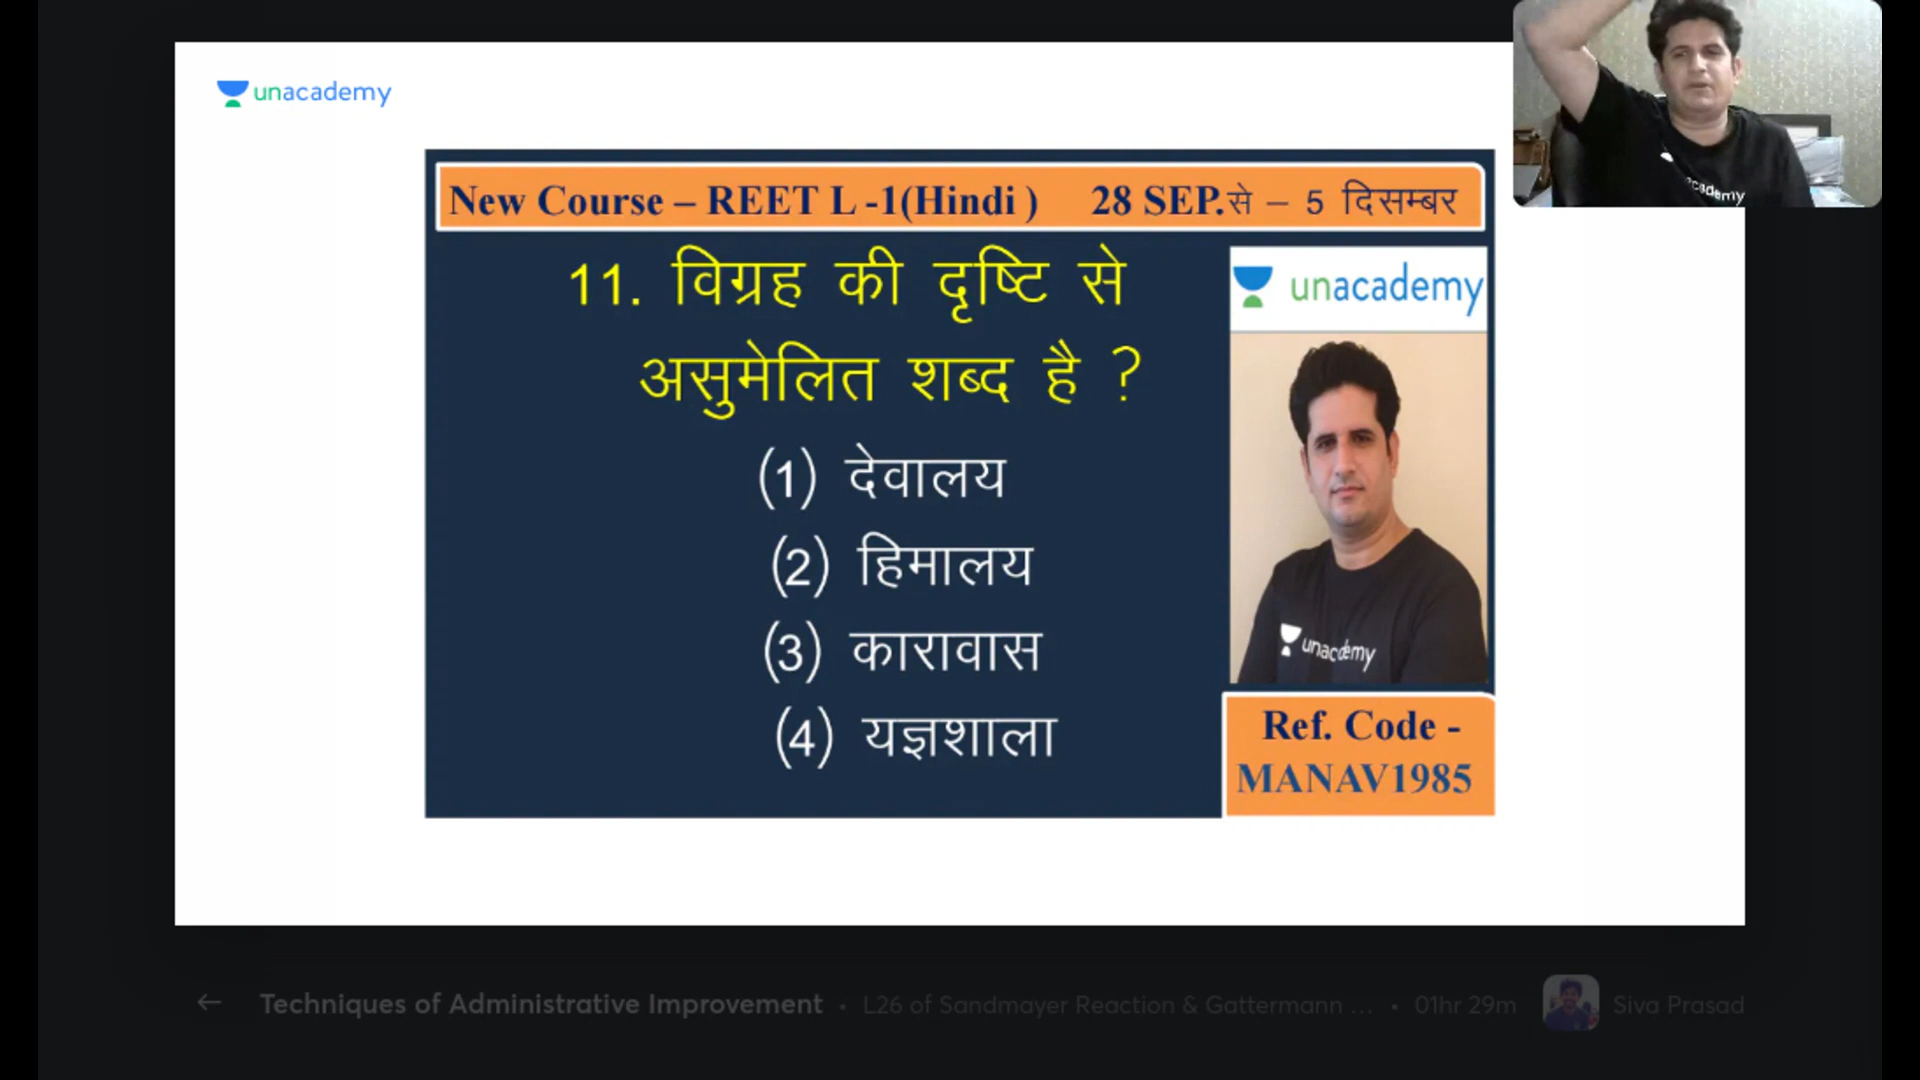 unacademy
New Course – REET L -1(Hindi ) 28 SEP.से – 5 दिसम्बर
11. विग्रह की दृष्टि से
असुमेलित शब्द है ?
(1) देवालय
(2) हिमालय
(3) कारावास
(4) यज्ञशाला
unacademy
unacademy
Ref. Code -
MANAV1985
Techniques of Administrative Improvement • L26 of Sandmayer Reaction & Gattermann ... • 01hr 29m Siva Prasad